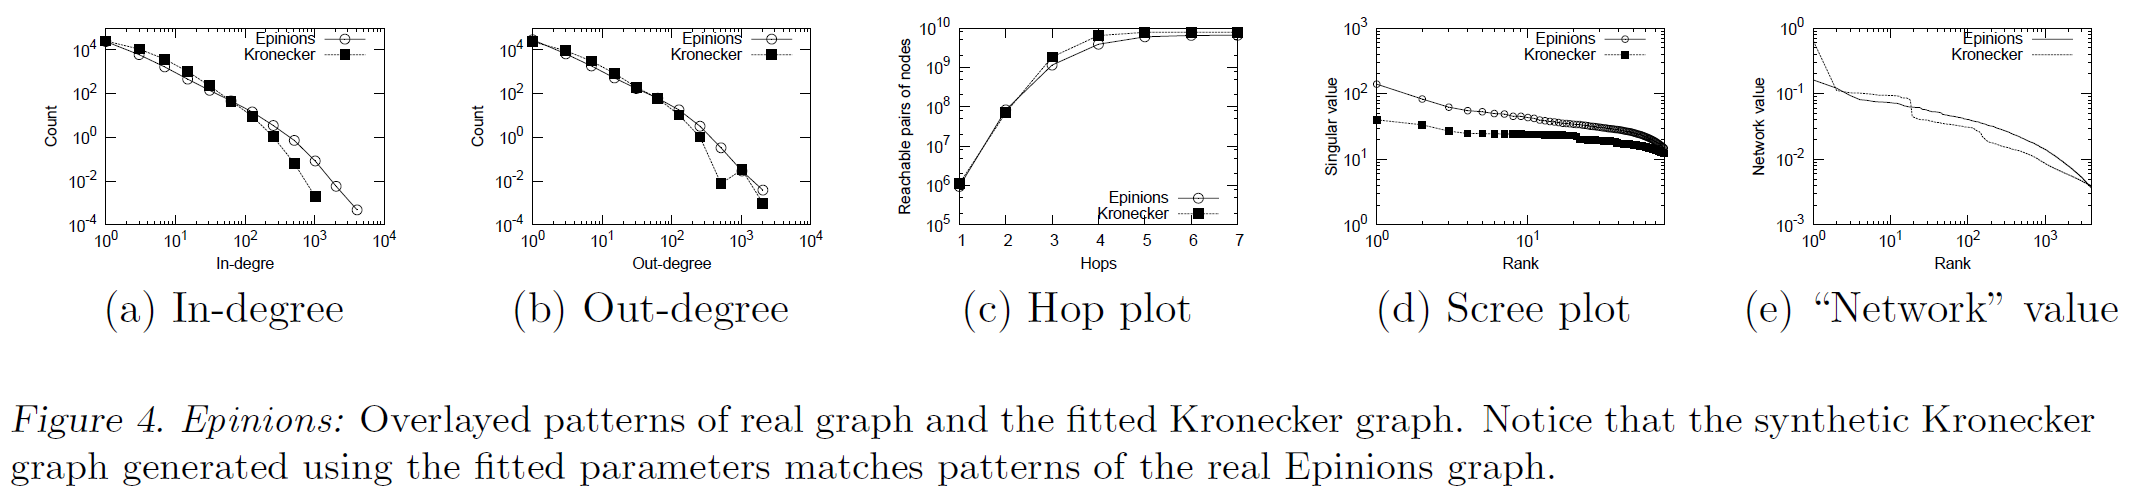 Epinions
Kronecker
Count
10^4
10^2
10^0
10^-2
10^-4
10^0 10^1 10^2 10^3 10^4
In-degre
(a) In-degree
Epinions
Kronecker
Count
10^4
10^2
10^0
10^-2
10^-4
10^0 10^1 10^2 10^3 10^4
Out-degree
(b) Out-degree
Reachable pairs of nodes
10^10
10^9
10^8
10^7
10^6
10^5
Epinions
Kronecker
1 2 3 4 5 6 7
Hops
(c) Hop plot
Epinions
Kronecker
Singular value
10^3
10^2
10^1
10^0
10^0 10^1
Rank
(d) Scree plot
Epinions
Kronecker
Network value
10^0
10^-1
10^-2
10^-3
10^0 10^1 10^2 10^3
Rank
(e) “Network” value
Figure 4. Epinions: Overlayed patterns of real graph and the fitted Kronecker graph. Notice that the synthetic Kronecker
graph generated using the fitted parameters matches patterns of the real Epinions graph.